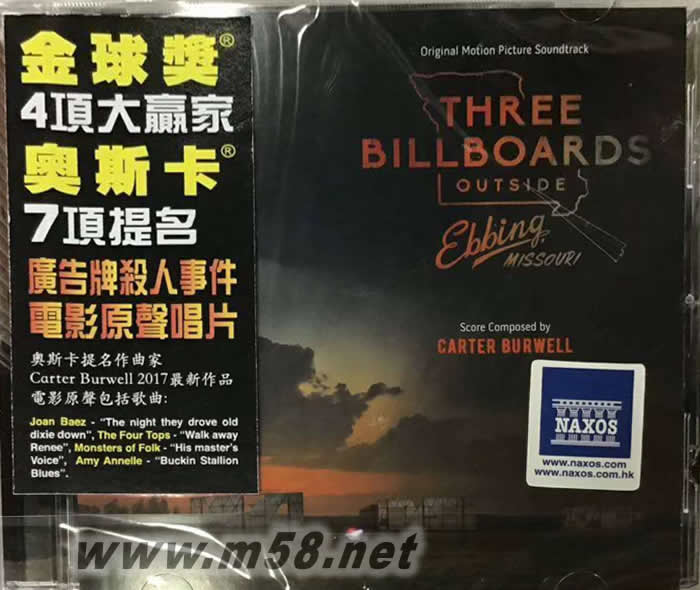 金球獎®
4項大贏家
奧斯卡®
7項提名
廣告牌殺人事件
電影原聲唱片
奧斯卡提名作曲家
Carter Burwell 2017最新作品
電影原聲包括歌曲:
Joan Baez - “The night they drove old
dixie down”, The Four Tops - “Walk away
Renee”, Monsters of Folk - “His master's
Voice”, Amy Annelle - “Buckin Stallion
Blues”.
Original Motion Picture Soundtrack
THREE
BILLBOARDS
OUTSIDE
Ebbing,
MISSOURI
Score Composed by
CARTER BURWELL
NAXOS
www.naxos.com
www.naxos.com.hk
www.m58.net